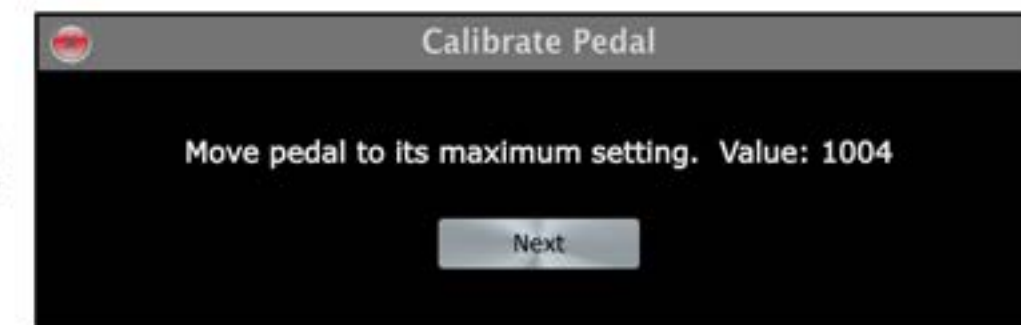 Calibrate Pedal
Move pedal to its maximum setting. Value: 1004
Next